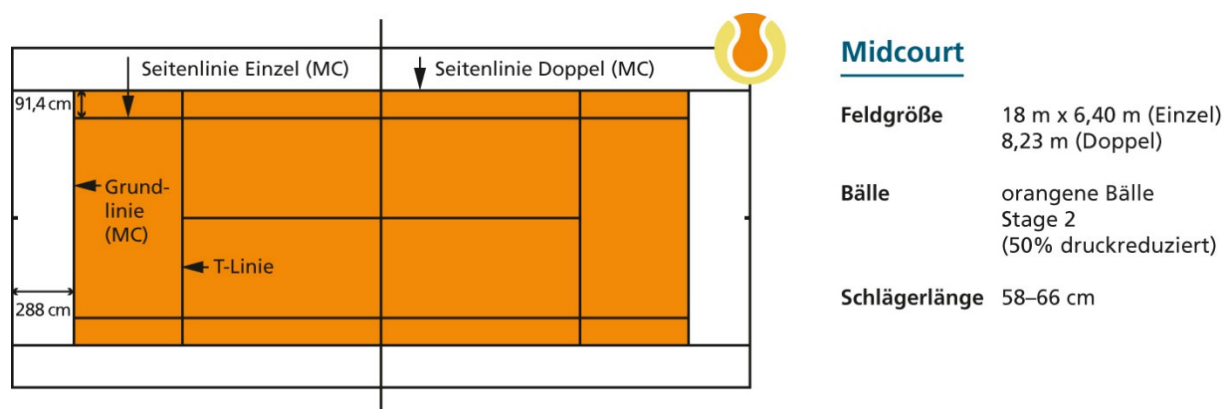 Seitenlinie Einzel (MC)
Seitenlinie Doppel (MC)
91,4 cm
Grund-
linie
(MC)
T-Linie
288 cm
Midcourt
Feldgröße 18 m x 6,40 m (Einzel)
8,23 m (Doppel)
Bälle orangene Bälle
Stage 2
(50% druckreduziert)
Schlägerlänge 58–66 cm